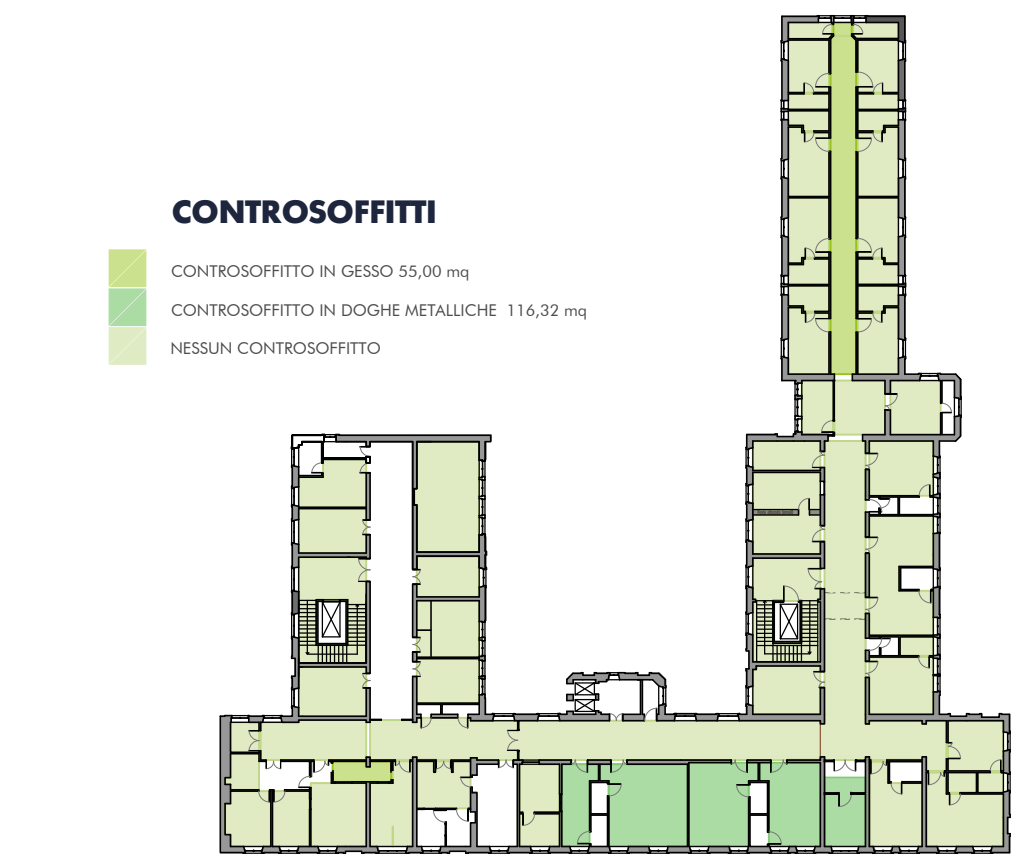 CONTROSOFFITTI
CONTROSOFFITTO IN GESSO 55,00 mq
CONTROSOFFITTO IN DOGHE METALLICHE 116,32 mq
NESSUN CONTROSOFFITTO